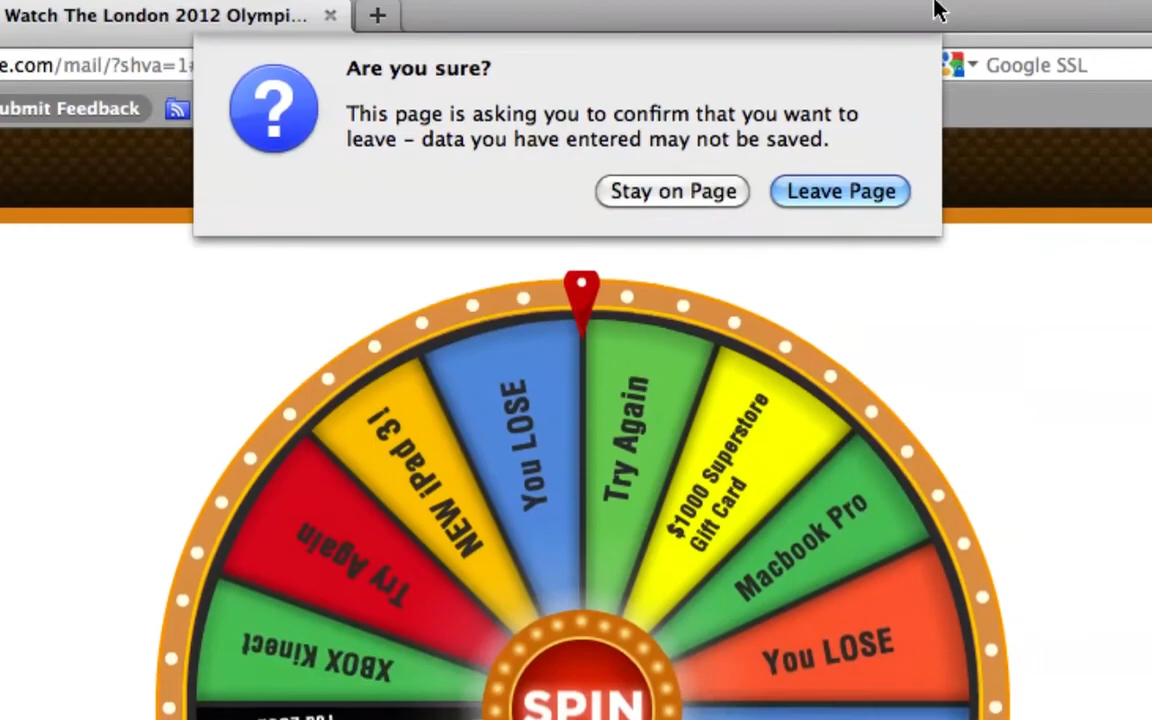 Watch The London 2012 Olympi...
e.com/mail/?shva=1
Google SSL
ubmit Feedback
Are you sure?
This page is asking you to confirm that you want to
leave - data you have entered may not be saved.
Stay on Page
Leave Page
XBOX Kinect
Try Again
NEW iPad 3!
You LOSE
Try Again
$1000 Superstore
Gift Card
Macbook Pro
You LOSE
SPIN